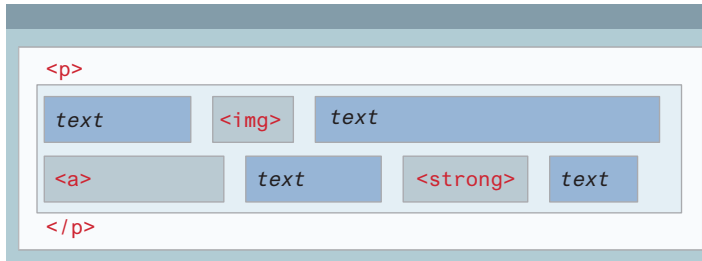 <p>
text <img> text
<a> text <strong> text
</p>